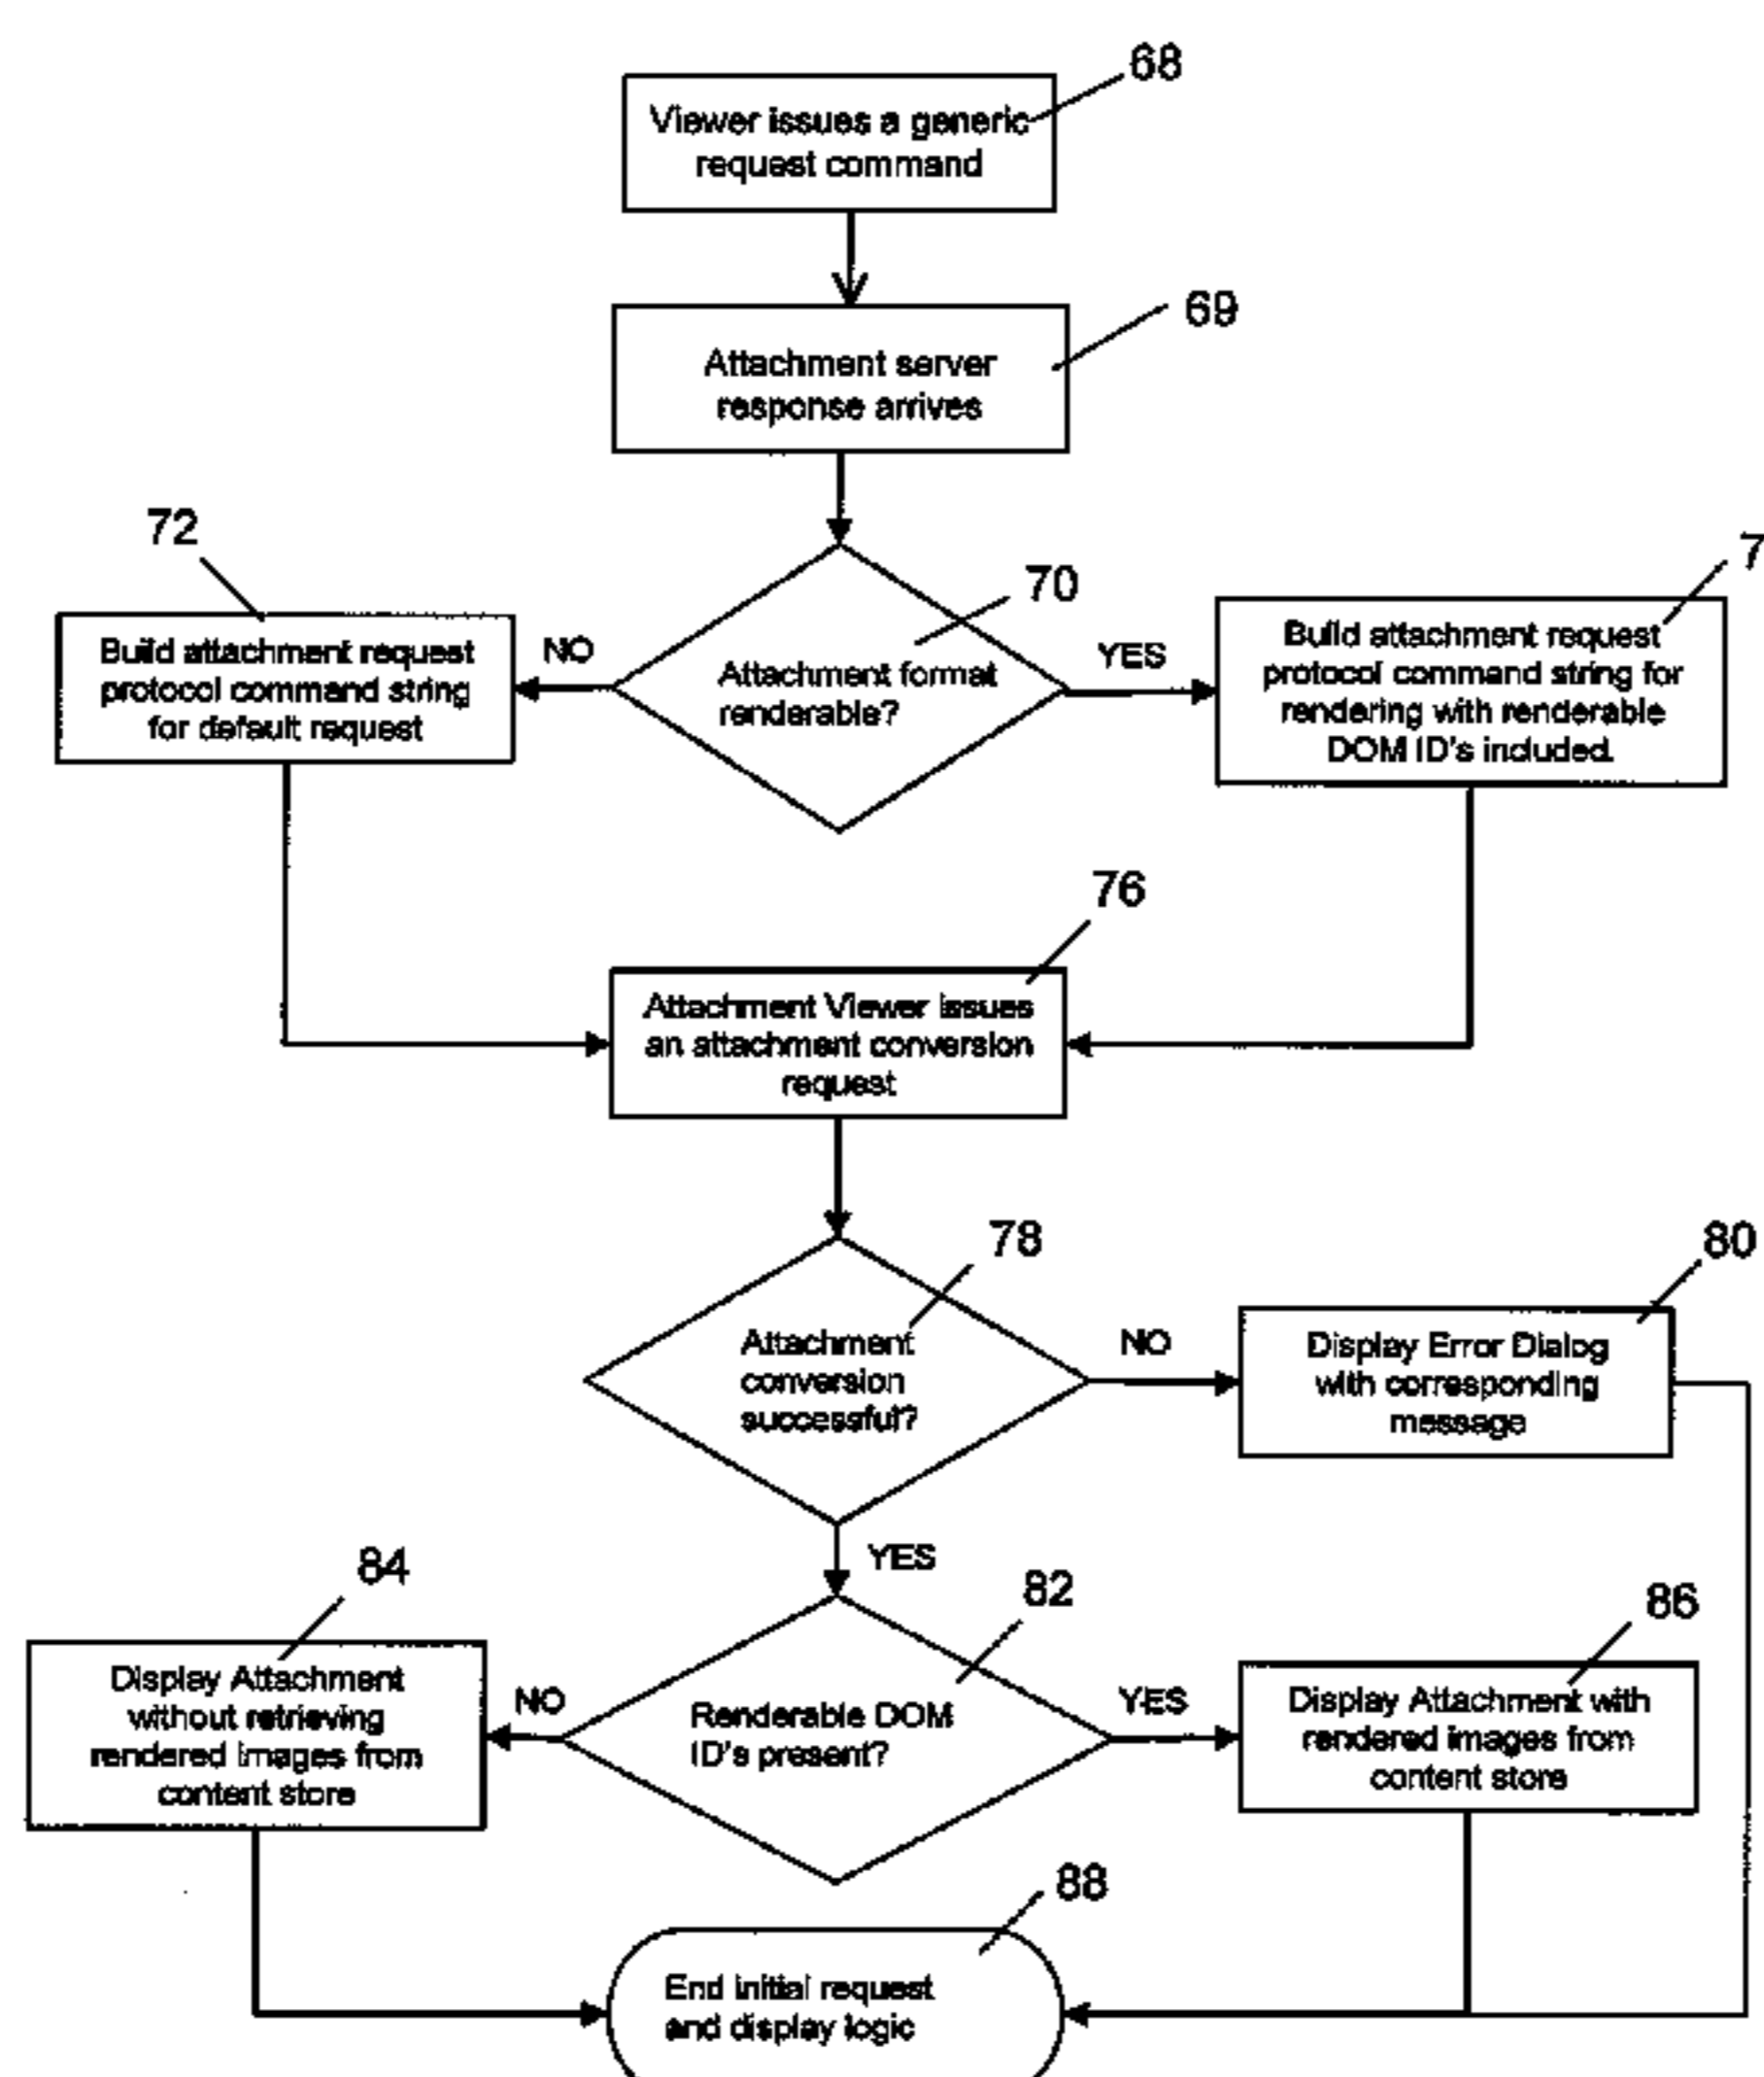 68
Viewer issues a generic
request command
69
Attachment server
response arrives
72
70
7
Build attachment request
protocol command string
for default request
NO
Attachment format
renderable?
YES
Build attachment request
protocol command string for
rendering with renderable
DOM ID's included.
76
Attachment Viewer issues
an attachment conversion
request
78
80
Attachment
conversion
successful?
NO
Display Error Dialog
with corresponding
message
YES
84
82
86
Display Attachment
without retrieving
rendered images from
content store
NO
Renderable DOM
ID's present?
YES
Display Attachment with
rendered images from
content store
88
End initial request
and display logic